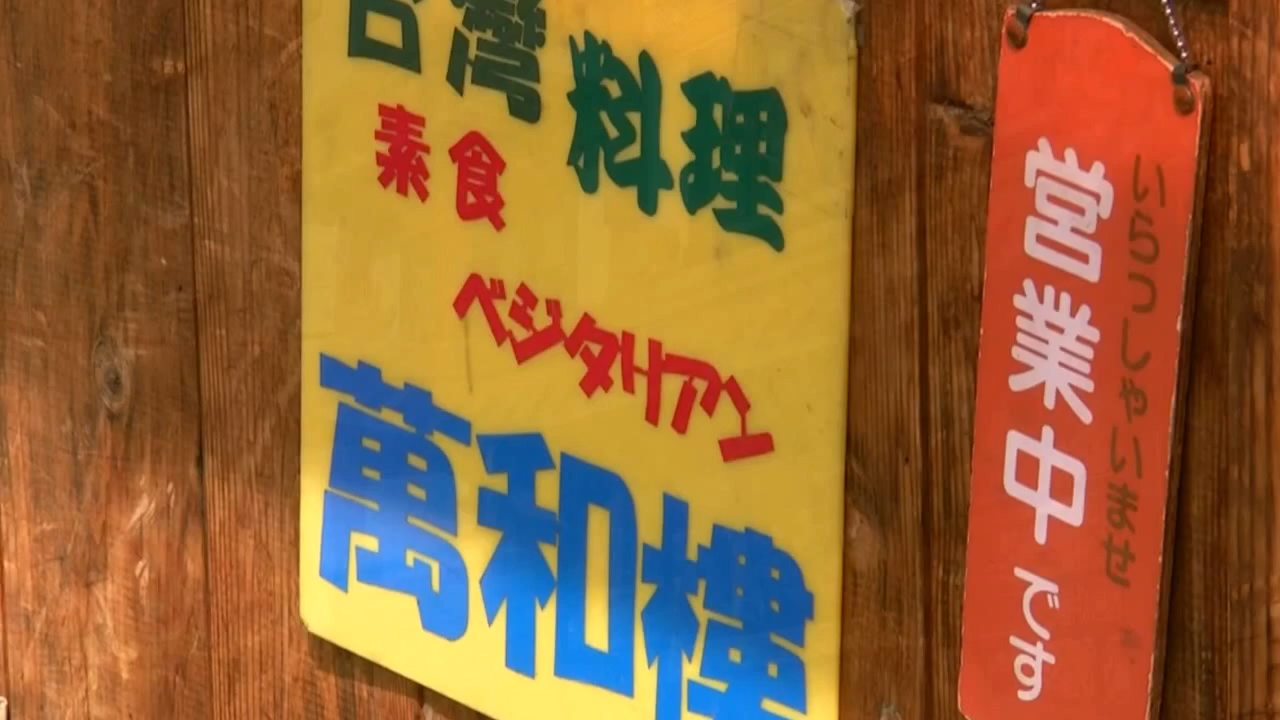 台灣料理
素食
ベジタリアン
萬和樓
いらっしゃいませ
営業中です